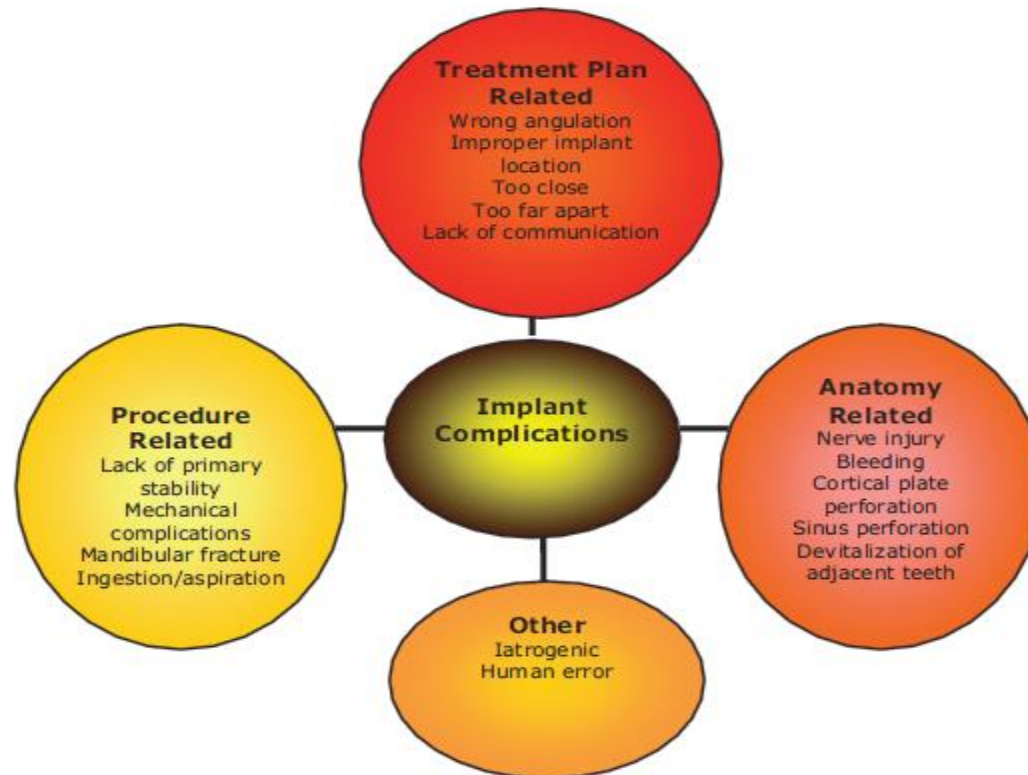 Treatment Plan
Related
Wrong angulation
Improper implant
location
Too close
Too far apart
Lack of communication
Procedure
Related
Lack of primary
stability
Mechanical
complications
Mandibular fracture
Ingestion/aspiration
Implant
Complications
Anatomy
Related
Nerve injury
Bleeding
Cortical plate
perforation
Sinus perforation
Devitalization of
adjacent teeth
Other
Iatrogenic
Human error